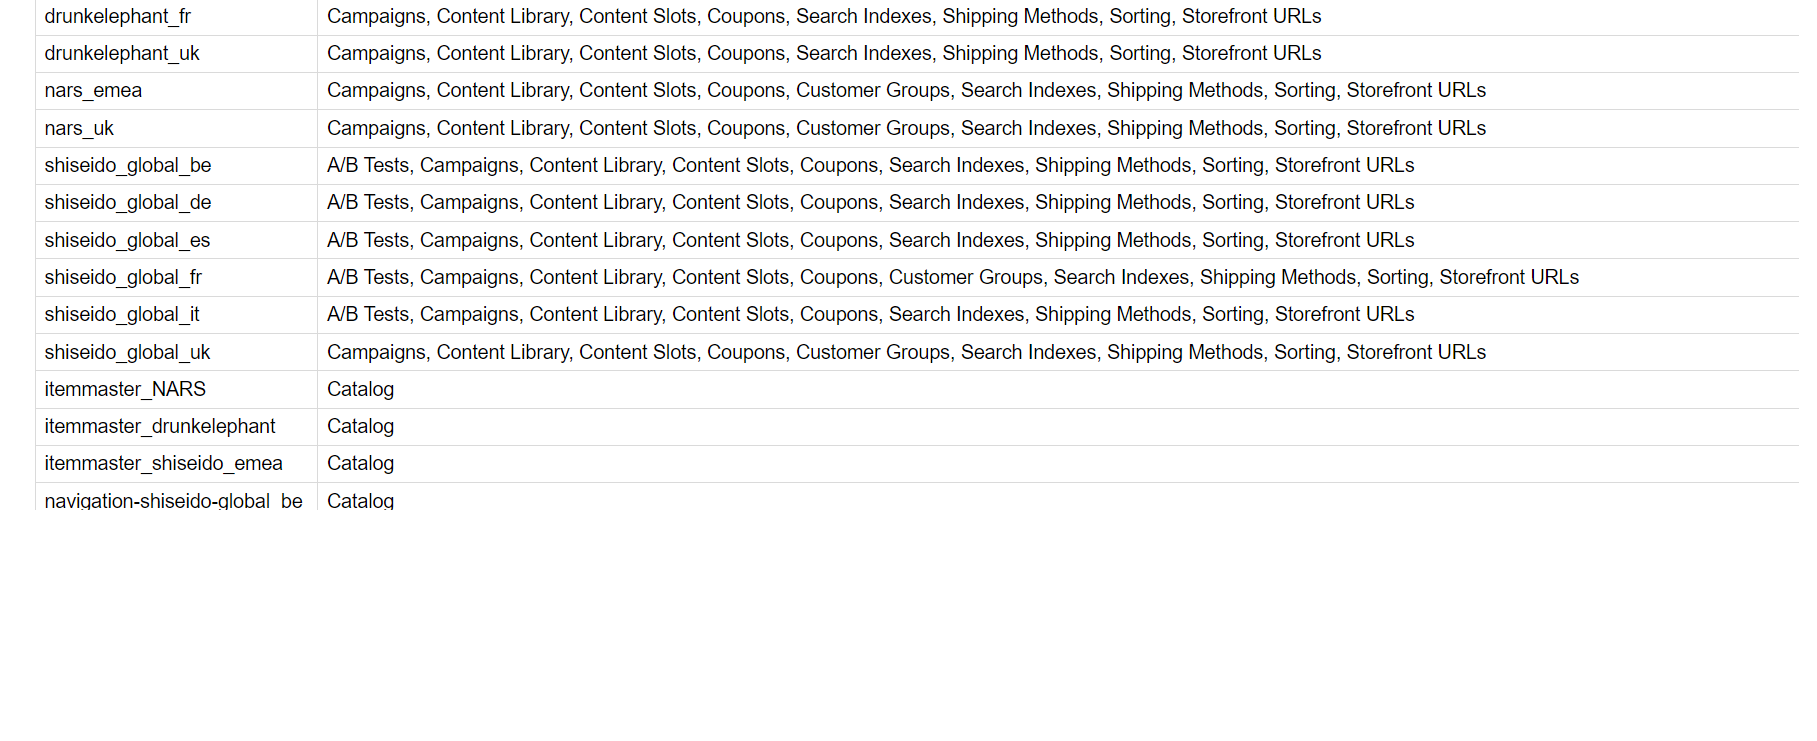 drunkelephant_fr Campaigns, Content Library, Content Slots, Coupons, Search Indexes, Shipping Methods, Sorting, Storefront URLs
drunkelephant_uk Campaigns, Content Library, Content Slots, Coupons, Search Indexes, Shipping Methods, Sorting, Storefront URLs
nars_emea Campaigns, Content Library, Content Slots, Coupons, Customer Groups, Search Indexes, Shipping Methods, Sorting, Storefront URLs
nars_uk Campaigns, Content Library, Content Slots, Coupons, Customer Groups, Search Indexes, Shipping Methods, Sorting, Storefront URLs
shiseido_global_be A/B Tests, Campaigns, Content Library, Content Slots, Coupons, Search Indexes, Shipping Methods, Sorting, Storefront URLs
shiseido_global_de A/B Tests, Campaigns, Content Library, Content Slots, Coupons, Search Indexes, Shipping Methods, Sorting, Storefront URLs
shiseido_global_es A/B Tests, Campaigns, Content Library, Content Slots, Coupons, Search Indexes, Shipping Methods, Sorting, Storefront URLs
shiseido_global_fr A/B Tests, Campaigns, Content Library, Content Slots, Coupons, Customer Groups, Search Indexes, Shipping Methods, Sorting, Storefront URLs
shiseido_global_it A/B Tests, Campaigns, Content Library, Content Slots, Coupons, Search Indexes, Shipping Methods, Sorting, Storefront URLs
shiseido_global_uk Campaigns, Content Library, Content Slots, Coupons, Customer Groups, Search Indexes, Shipping Methods, Sorting, Storefront URLs
itemmaster_NARS Catalog
itemmaster_drunkelephant Catalog
itemmaster_shiseido_emea Catalog
navigation-shiseido-global_be Catalog